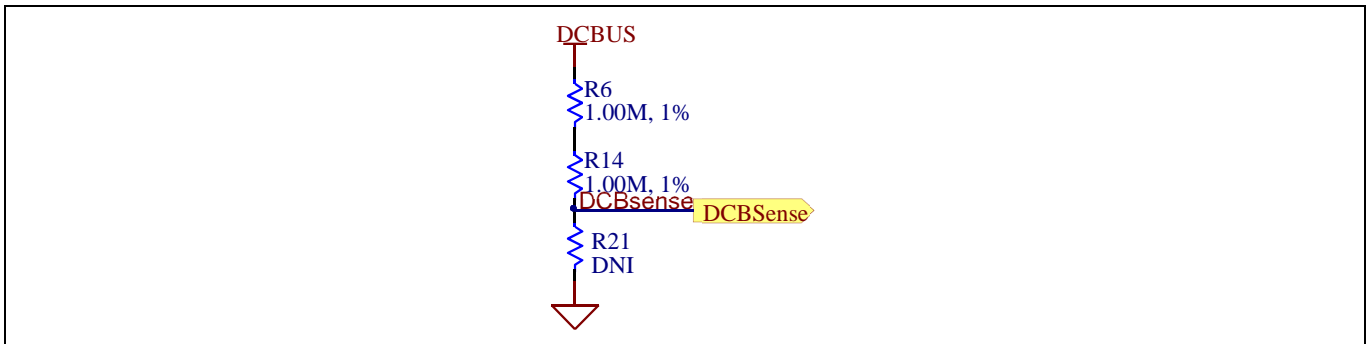 DCBUS
R6
1.00M, 1%
R14
1.00M, 1%
DCBsense
DCBSense
R21
DNI